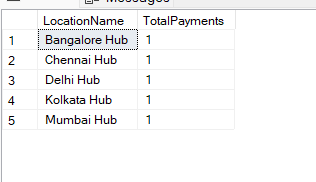 Messages
LocationName TotalPayments
1 Bangalore Hub 1
2 Chennai Hub 1
3 Delhi Hub 1
4 Kolkata Hub 1
5 Mumbai Hub 1